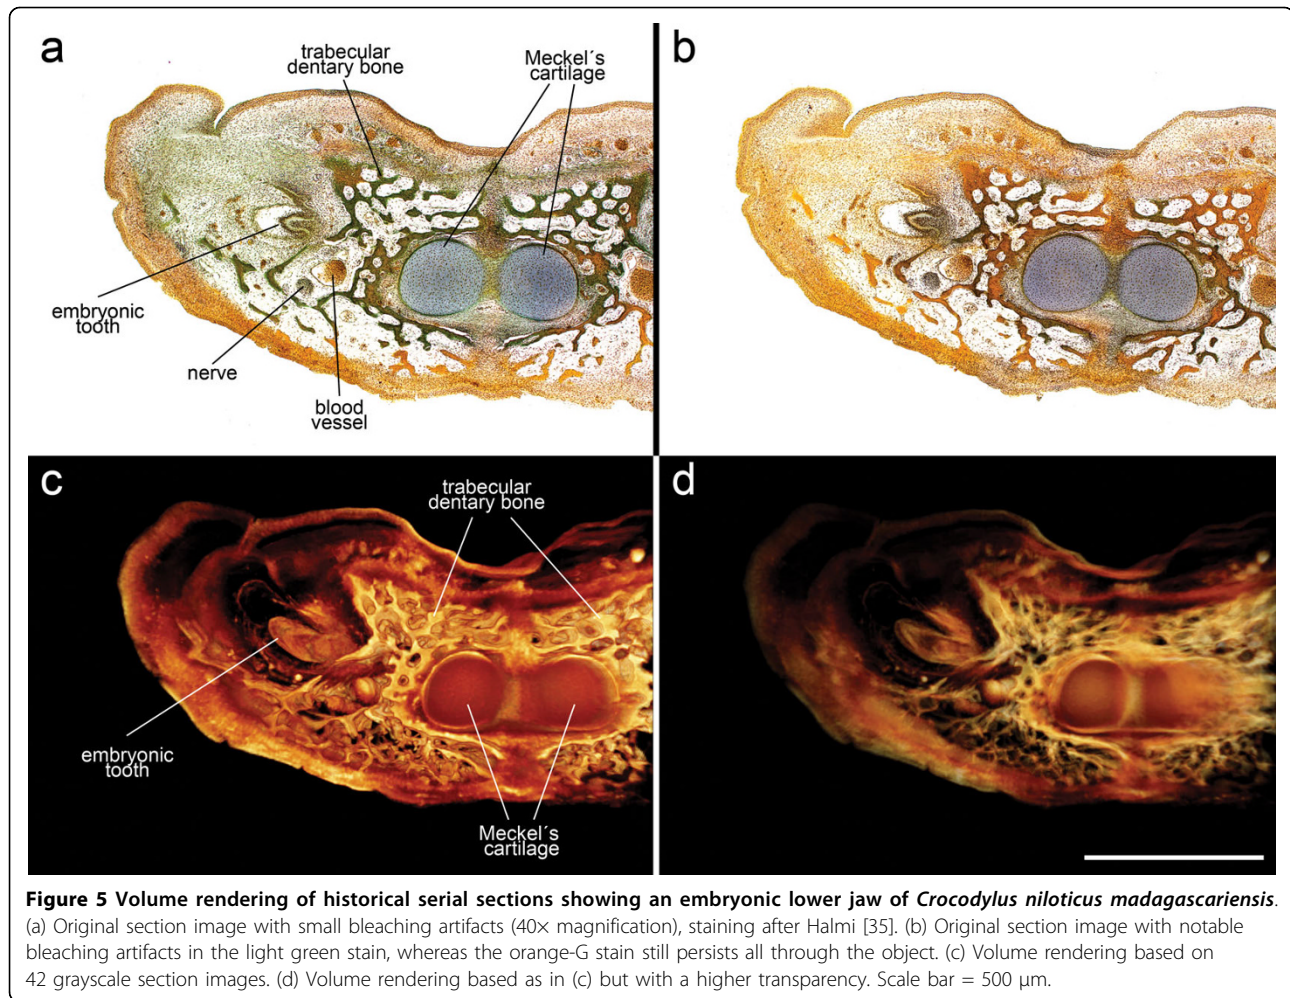 a
trabecular
dentary bone
Meckel´s
cartilage
embryonic
tooth
nerve
blood
vessel
b
c
trabecular
dentary bone
embryonic
tooth
Meckel´s
cartilage
d
Figure 5 Volume rendering of historical serial sections showing an embryonic lower jaw of Crocodylus niloticus madagascariensis.
(a) Original section image with small bleaching artifacts (40× magnification), staining after Halmi [35]. (b) Original section image with notable
bleaching artifacts in the light green stain, whereas the orange-G stain still persists all through the object. (c) Volume rendering based on
42 grayscale section images. (d) Volume rendering based as in (c) but with a higher transparency. Scale bar = 500 μm.